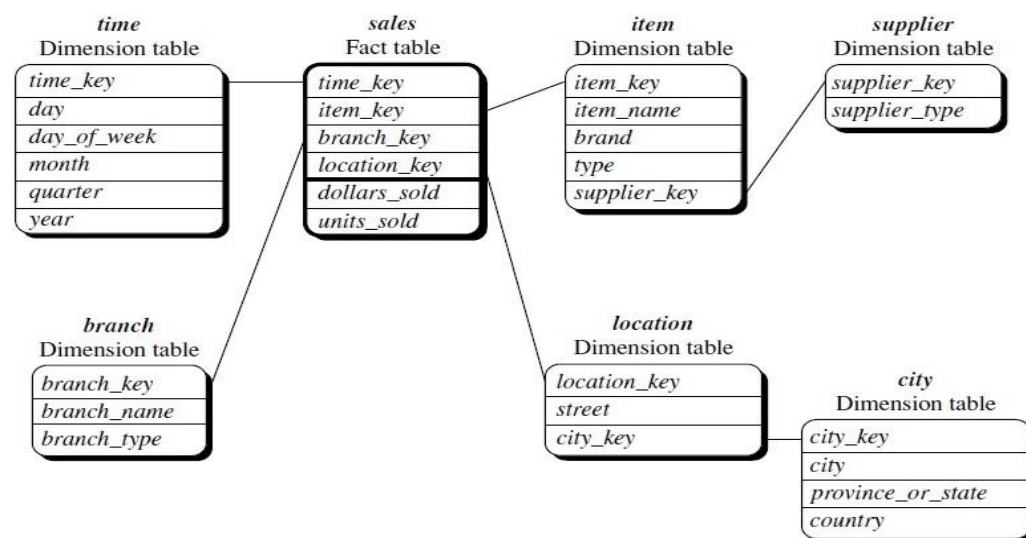 time
Dimension table
time_key
day
day_of_week
month
quarter
year
sales
Fact table
time_key
item_key
branch_key
location_key
dollars_sold
units_sold
item
Dimension table
item_key
item_name
brand
type
supplier_key
supplier
Dimension table
supplier_key
supplier_type
branch
Dimension table
branch_key
branch_name
branch_type
location
Dimension table
location_key
street
city_key
city
Dimension table
city_key
city
province_or_state
country